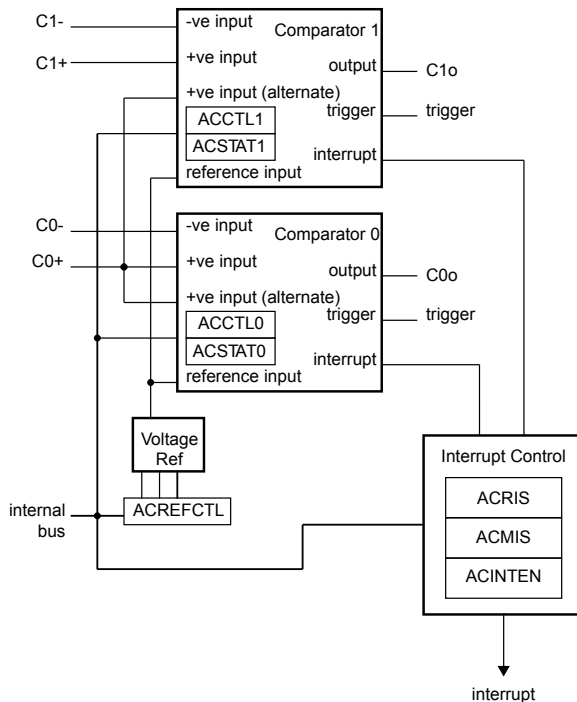 C1-
-ve input
Comparator 1
C1+
+ve input
output
C1o
+ve input (alternate)
trigger
trigger
ACCTL1
ACSTAT1
interrupt
reference input
C0-
-ve input
Comparator 0
C0+
+ve input
output
C0o
+ve input (alternate)
trigger
trigger
ACCTL0
ACSTAT0
interrupt
reference input
Voltage
Ref
internal
bus
ACREFCTL
Interrupt Control
ACRIS
ACMIS
ACINTEN
interrupt